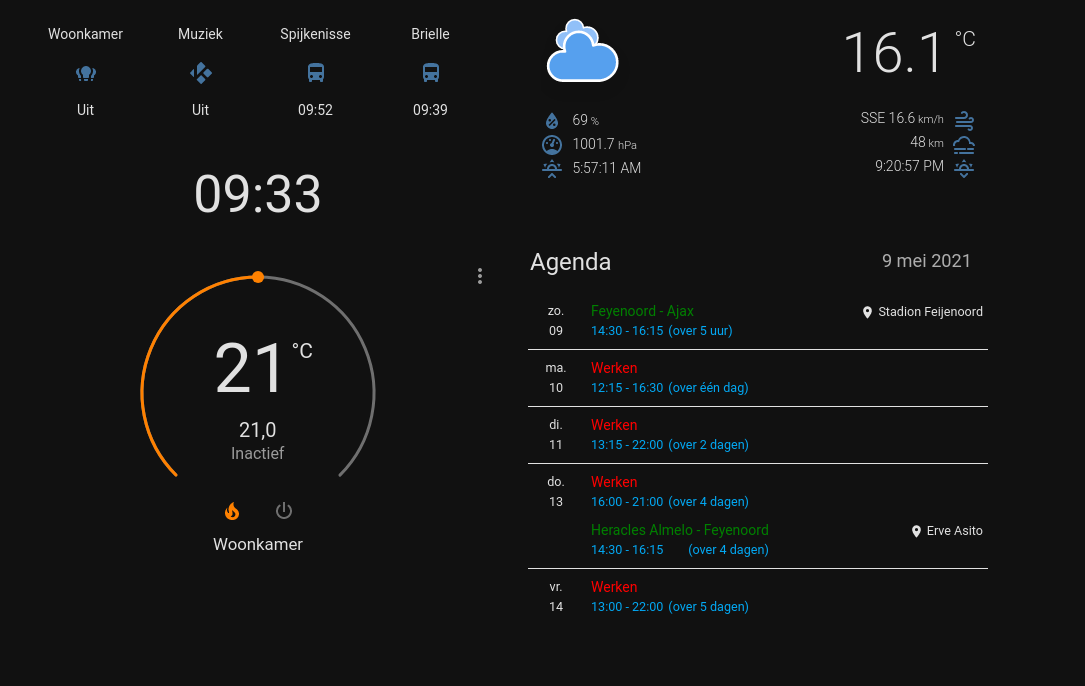 Woonkamer Muziek Spijkenisse Brielle
Uit Uit 09:52 09:39
09:33
21 °C
21,0
Inactief
Woonkamer
16.1 °C
69 % SSE 16.6 km/h
1001.7 hPa 48 km
5:57:11 AM 9:20:57 PM
Agenda 9 mei 2021
zo. Feyenoord - Ajax Stadion Feijenoord
09 14:30 - 16:15 (over 5 uur)
ma. Werken
10 12:15 - 16:30 (over één dag)
di. Werken
11 13:15 - 22:00 (over 2 dagen)
do. Werken
13 16:00 - 21:00 (over 4 dagen)
Heracles Almelo - Feyenoord Erve Asito
14:30 - 16:15 (over 4 dagen)
vr. Werken
14 13:00 - 22:00 (over 5 dagen)